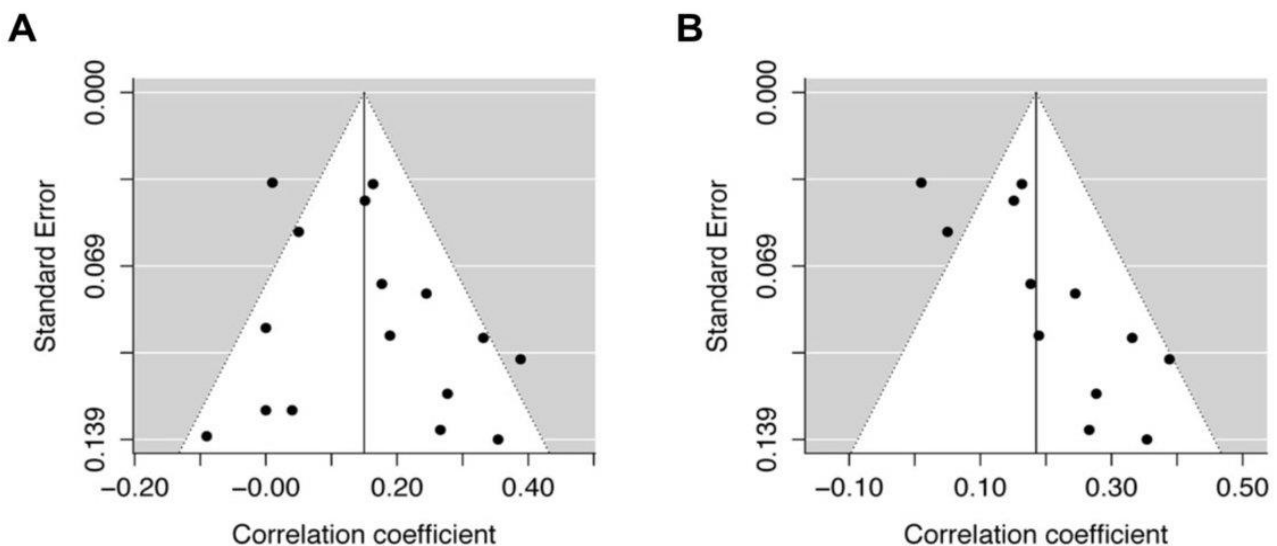 A
B
0.000
0.069
0.139
Standard Error
−0.20
−0.00
0.20
0.40
Correlation coefficient
0.000
0.069
0.139
Standard Error
−0.10
0.10
0.30
0.50
Correlation coefficient